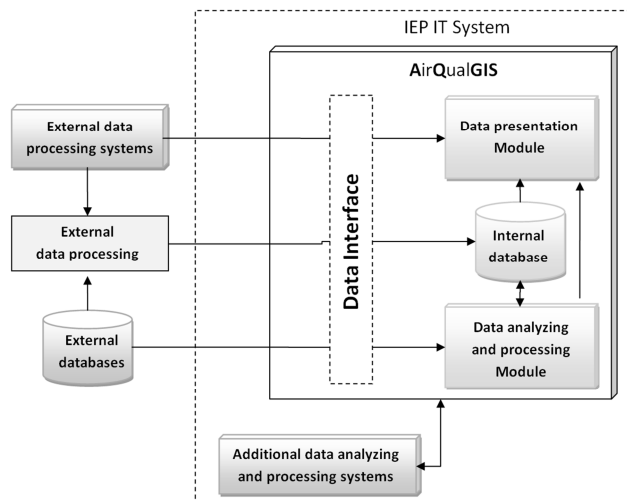 IEP IT System
AirQualGIS
External data
processing systems
Data presentation
Module
External
data processing
Data Interface
Internal
database
External
databases
Data analyzing
and processing
Module
Additional data analyzing
and processing systems